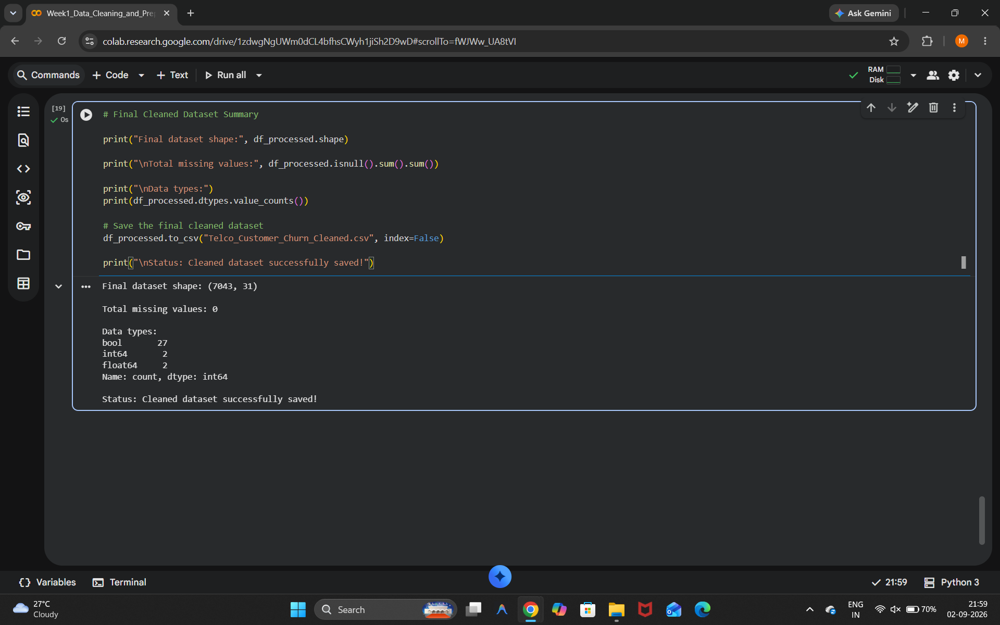 Week1_Data_Cleaning_and_Pre
Ask Gemini
colab.research.google.com/drive/1zdwgNgUWm0dCL4bfhsCWyh1jiSh2D9wD#scrollTo=fWJWw_UA8tVI
M
Commands
+ Code
+ Text
Run all
RAM
Disk
[19]
0s
# Final Cleaned Dataset Summary
print("Final dataset shape:", df_processed.shape)
print("\nTotal missing values:", df_processed.isnull().sum().sum())
print("\nData types:")
print(df_processed.dtypes.value_counts())
# Save the final cleaned dataset
df_processed.to_csv("Telco_Customer_Churn_Cleaned.csv", index=False)
print("\nStatus: Cleaned dataset successfully saved!")
Final dataset shape: (7043, 31)
Total missing values: 0
Data types:
bool 27
int64 2
float64 2
Name: count, dtype: int64
Status: Cleaned dataset successfully saved!
{} Variables
Terminal
21:59
Python 3
27°C
Cloudy
Search
ENG
IN
70%
21:59
02-09-2026